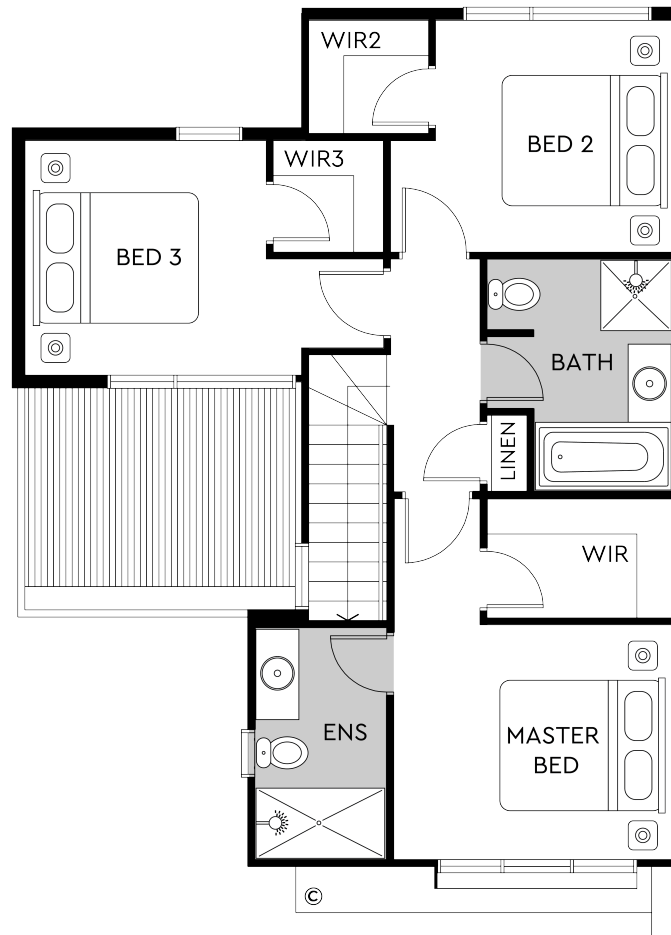 WIR2
BED 2
WIR3
BED 3
BATH
LINEN
WIR
ENS
MASTER
BED
©